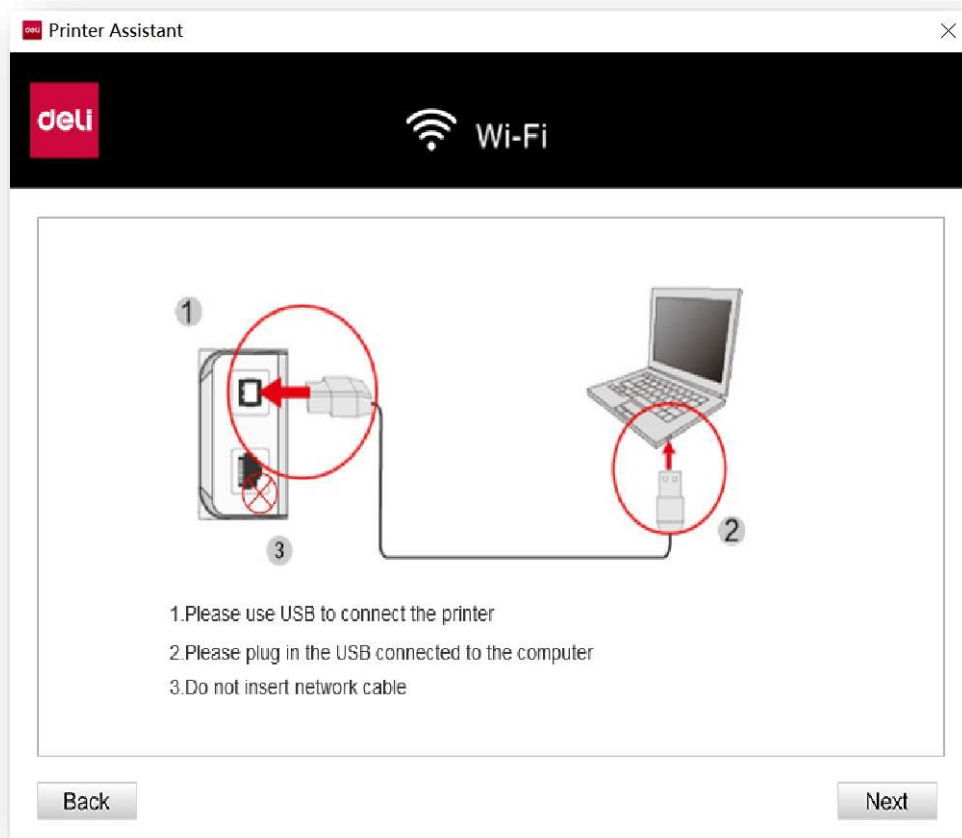 deli Printer Assistant
deli
Wi-Fi
1
2
3
1.Please use USB to connect the printer
2.Please plug in the USB connected to the computer
3.Do not insert network cable
Back
Next